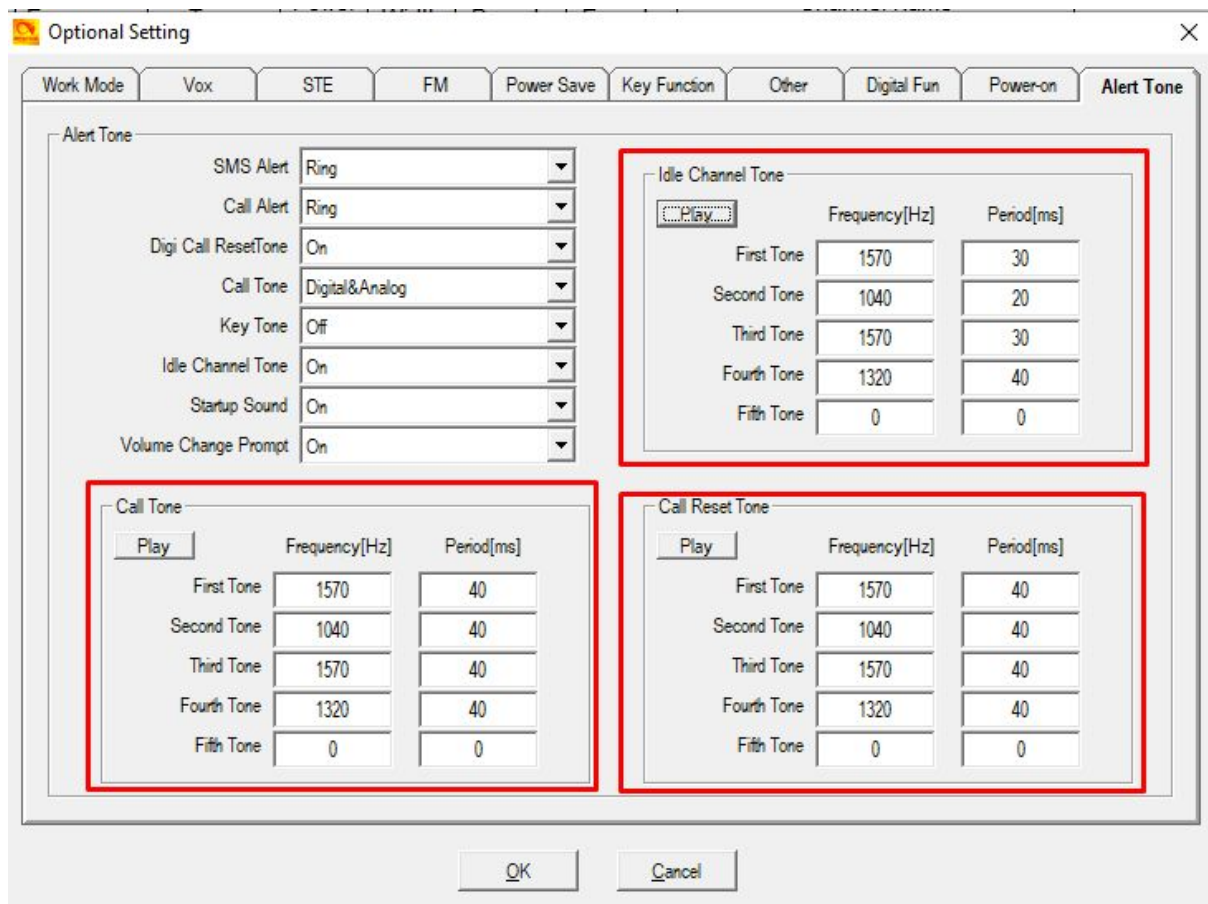 Optional Setting
Work Mode Vox STE FM Power Save Key Function Other Digital Fun Power-on Alert Tone
Alert Tone
SMS Alert Ring
Call Alert Ring
Digi Call ResetTone On
Call Tone Digital&Analog
Key Tone Off
Idle Channel Tone On
Startup Sound On
Volume Change Prompt On
Idle Channel Tone
Play Frequency[Hz] Period[ms]
First Tone 1570 30
Second Tone 1040 20
Third Tone 1570 30
Fourth Tone 1320 40
Fifth Tone 0 0
Call Tone
Play Frequency[Hz] Period[ms]
First Tone 1570 40
Second Tone 1040 40
Third Tone 1570 40
Fourth Tone 1320 40
Fifth Tone 0 0
Call Reset Tone
Play Frequency[Hz] Period[ms]
First Tone 1570 40
Second Tone 1040 40
Third Tone 1570 40
Fourth Tone 1320 40
Fifth Tone 0 0
OK Cancel